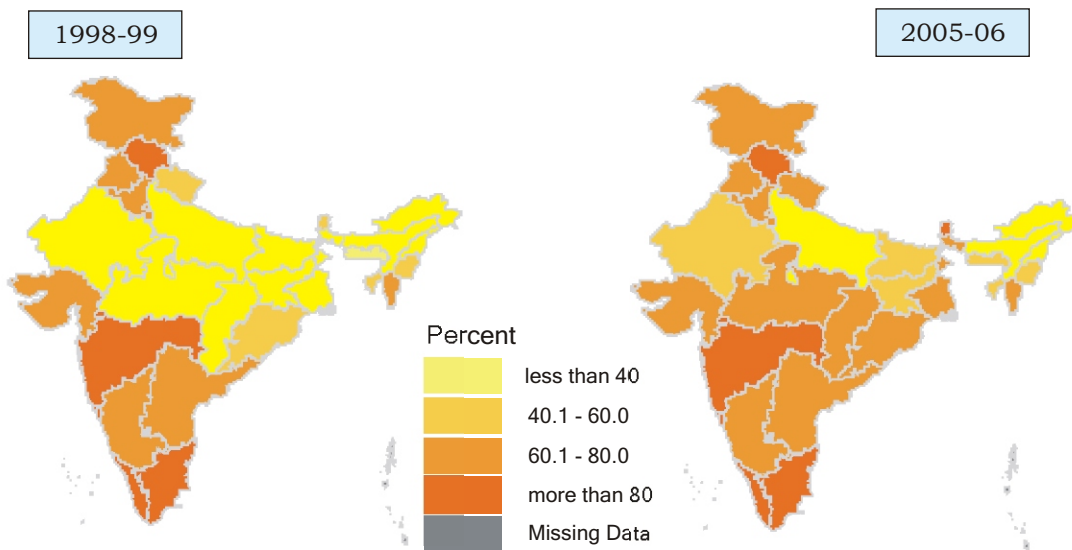 1998-99
2005-06
Percent
less than 40
40.1 - 60.0
60.1 - 80.0
more than 80
Missing Data